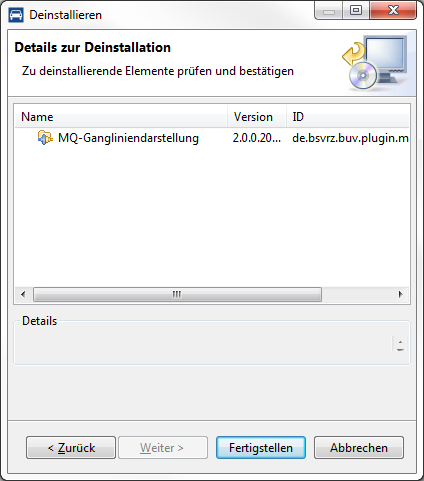 Deinstallieren
Details zur Deinstallation
Zu deinstallierende Elemente prüfen und bestätigen
Name Version ID
MQ-Gangliniendarstellung 2.0.0.20... de.bsvrz.buv.plugin.m
Details
< Zurück Weiter > Fertigstellen Abbrechen